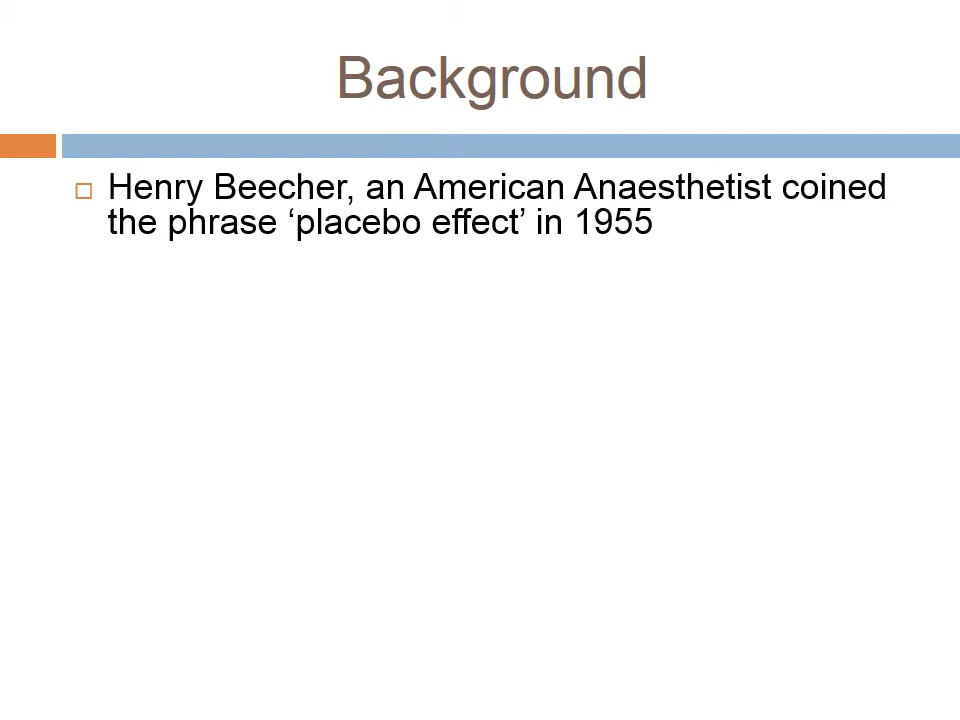 Background
Henry Beecher, an American Anaesthetist coined
the phrase ‘placebo effect’ in 1955